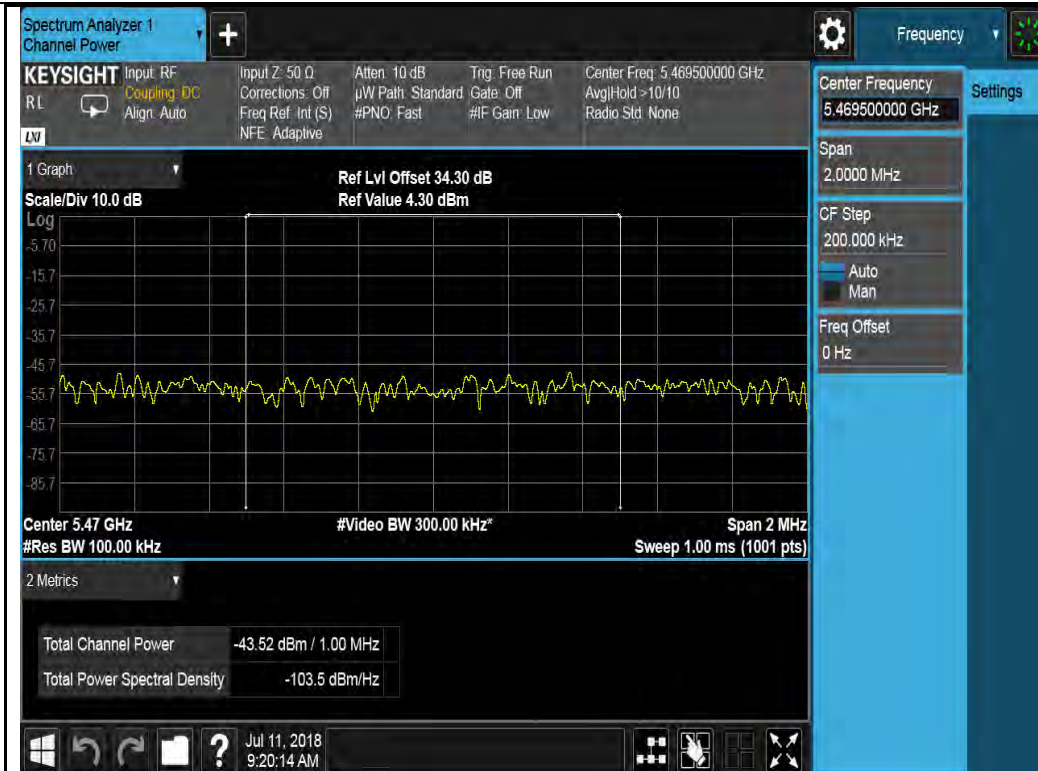 Spectrum Analyzer 1
Channel Power
+
Frequency
KEYSIGHT
R L
LXI
Input: RF
Coupling: DC
Align: Auto
Input Z: 50 Ω
Corrections: Off
Freq Ref: Int (S)
NFE: Adaptive
Atten: 10 dB
µW Path: Standard
#PNO: Fast
Trig: Free Run
Gate: Off
#IF Gain: Low
Center Freq: 5.469500000 GHz
Avg|Hold >10/10
Radio Std: None
Center Frequency
5.469500000 GHz
Settings
Span
2.0000 MHz
CF Step
200.000 kHz
Auto
Man
Freq Offset
0 Hz
1 Graph
Scale/Div 10.0 dB
Ref Lvl Offset 34.30 dB
Ref Value 4.30 dBm
Log
-5.70
-15.7
-25.7
-35.7
-45.7
-55.7
-65.7
-75.7
-85.7
Center 5.47 GHz
#Video BW 300.00 kHz*
Span 2 MHz
#Res BW 100.00 kHz
Sweep 1.00 ms (1001 pts)
2 Metrics
Total Channel Power -43.52 dBm / 1.00 MHz
Total Power Spectral Density -103.5 dBm/Hz
?
Jul 11, 2018
9:20:14 AM